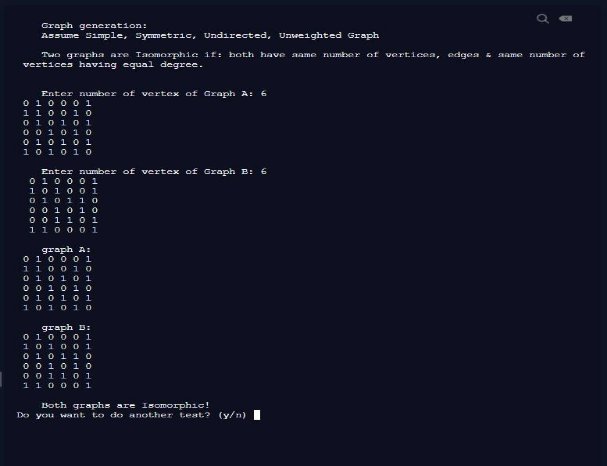 Graph generation:
Assume Simple, Symmetric, Undirected, Unweighted Graph
Two graphs are Isomorphic if: both have same number of vertices, edges & same number of
vertices having equal degree.
Enter number of vertex of Graph A: 6
0 1 0 0 0 1
1 1 0 0 1 0
0 1 0 1 0 1
0 0 1 0 1 0
0 1 0 1 0 1
1 0 1 0 1 0
Enter number of vertex of Graph B: 6
0 1 0 0 0 1
1 0 1 0 0 1
0 1 0 1 1 0
0 0 1 0 1 0
0 0 1 1 0 1
1 1 0 0 0 1
graph A:
0 1 0 0 0 1
1 1 0 0 1 0
0 1 0 1 0 1
0 0 1 0 1 0
0 1 0 1 0 1
1 0 1 0 1 0
graph B:
0 1 0 0 0 1
1 0 1 0 0 1
0 1 0 1 1 0
0 0 1 0 1 0
0 0 1 1 0 1
1 1 0 0 0 1
Both graphs are Isomorphic!
Do you want to do another test? (y/n)